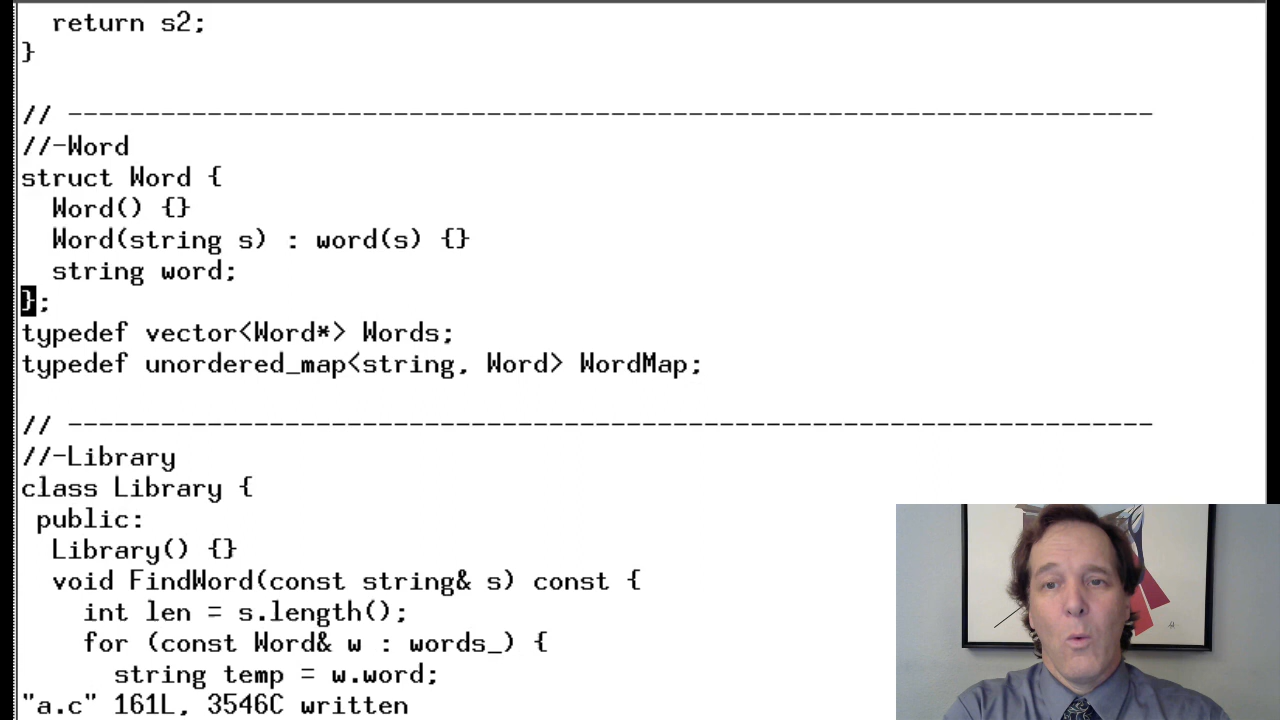 return s2;
}
// -----------------------------------------------------------------------
//-Word
struct Word {
Word() {}
Word(string s) : word(s) {}
string word;
};
typedef vector<Word*> Words;
typedef unordered_map<string, Word> WordMap;
// -----------------------------------------------------------------------
//-Library
class Library {
public:
Library() {}
void FindWord(const string& s) const {
int len = s.length();
for (const Word& w : words_) {
string temp = w.word;
"a.c" 161L, 3546C written